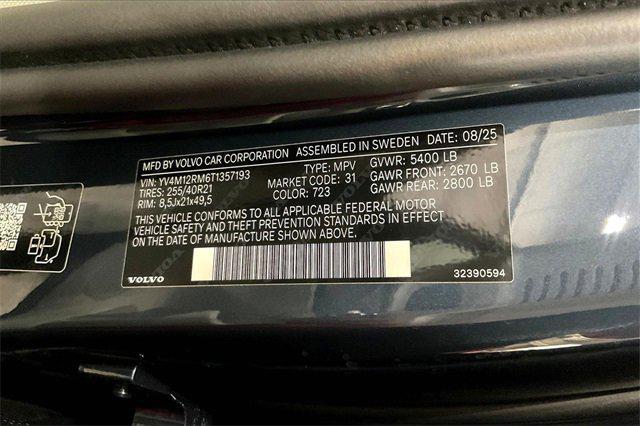 MFD BY VOLVO CAR CORPORATION ASSEMBLED IN SWEDEN DATE: 08/25
VIN: YV4M12RM6T1357193 TYPE: MPV GVWR: 5400 LB
TIRES: 255/40R21 MARKET CODE: 31 GAWR FRONT: 2670 LB
RIM: 8,5Jx21x49,5 COLOR: 723 GAWR REAR: 2800 LB
THIS VEHICLE CONFORMS TO ALL APPLICABLE FEDERAL MOTOR
VEHICLE SAFETY AND THEFT PREVENTION STANDARDS IN EFFECT
ON THE DATE OF MANUFACTURE SHOWN ABOVE.
VOLVO 32390594